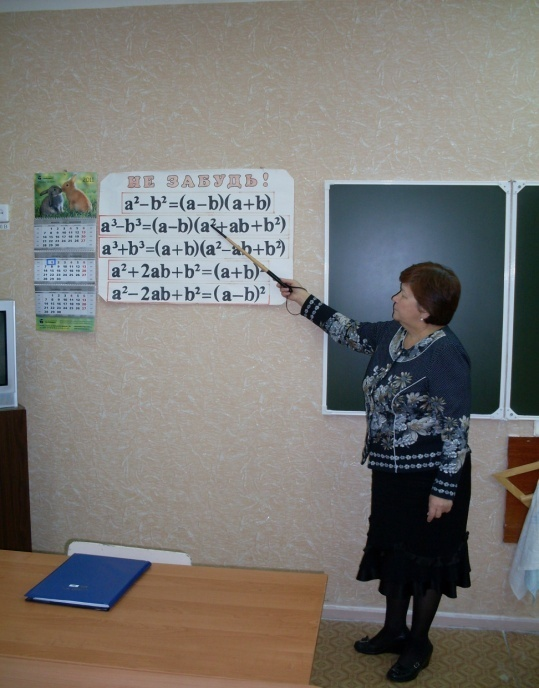 НЕ ЗАБУДЬ!
a²−b²=(a−b)(a+b)
a³−b³=(a−b)(a²+ab+b²)
a³+b³=(a+b)(a²−ab+b²)
a²+2ab+b²=(a+b)²
a²−2ab+b²=(a−b)²